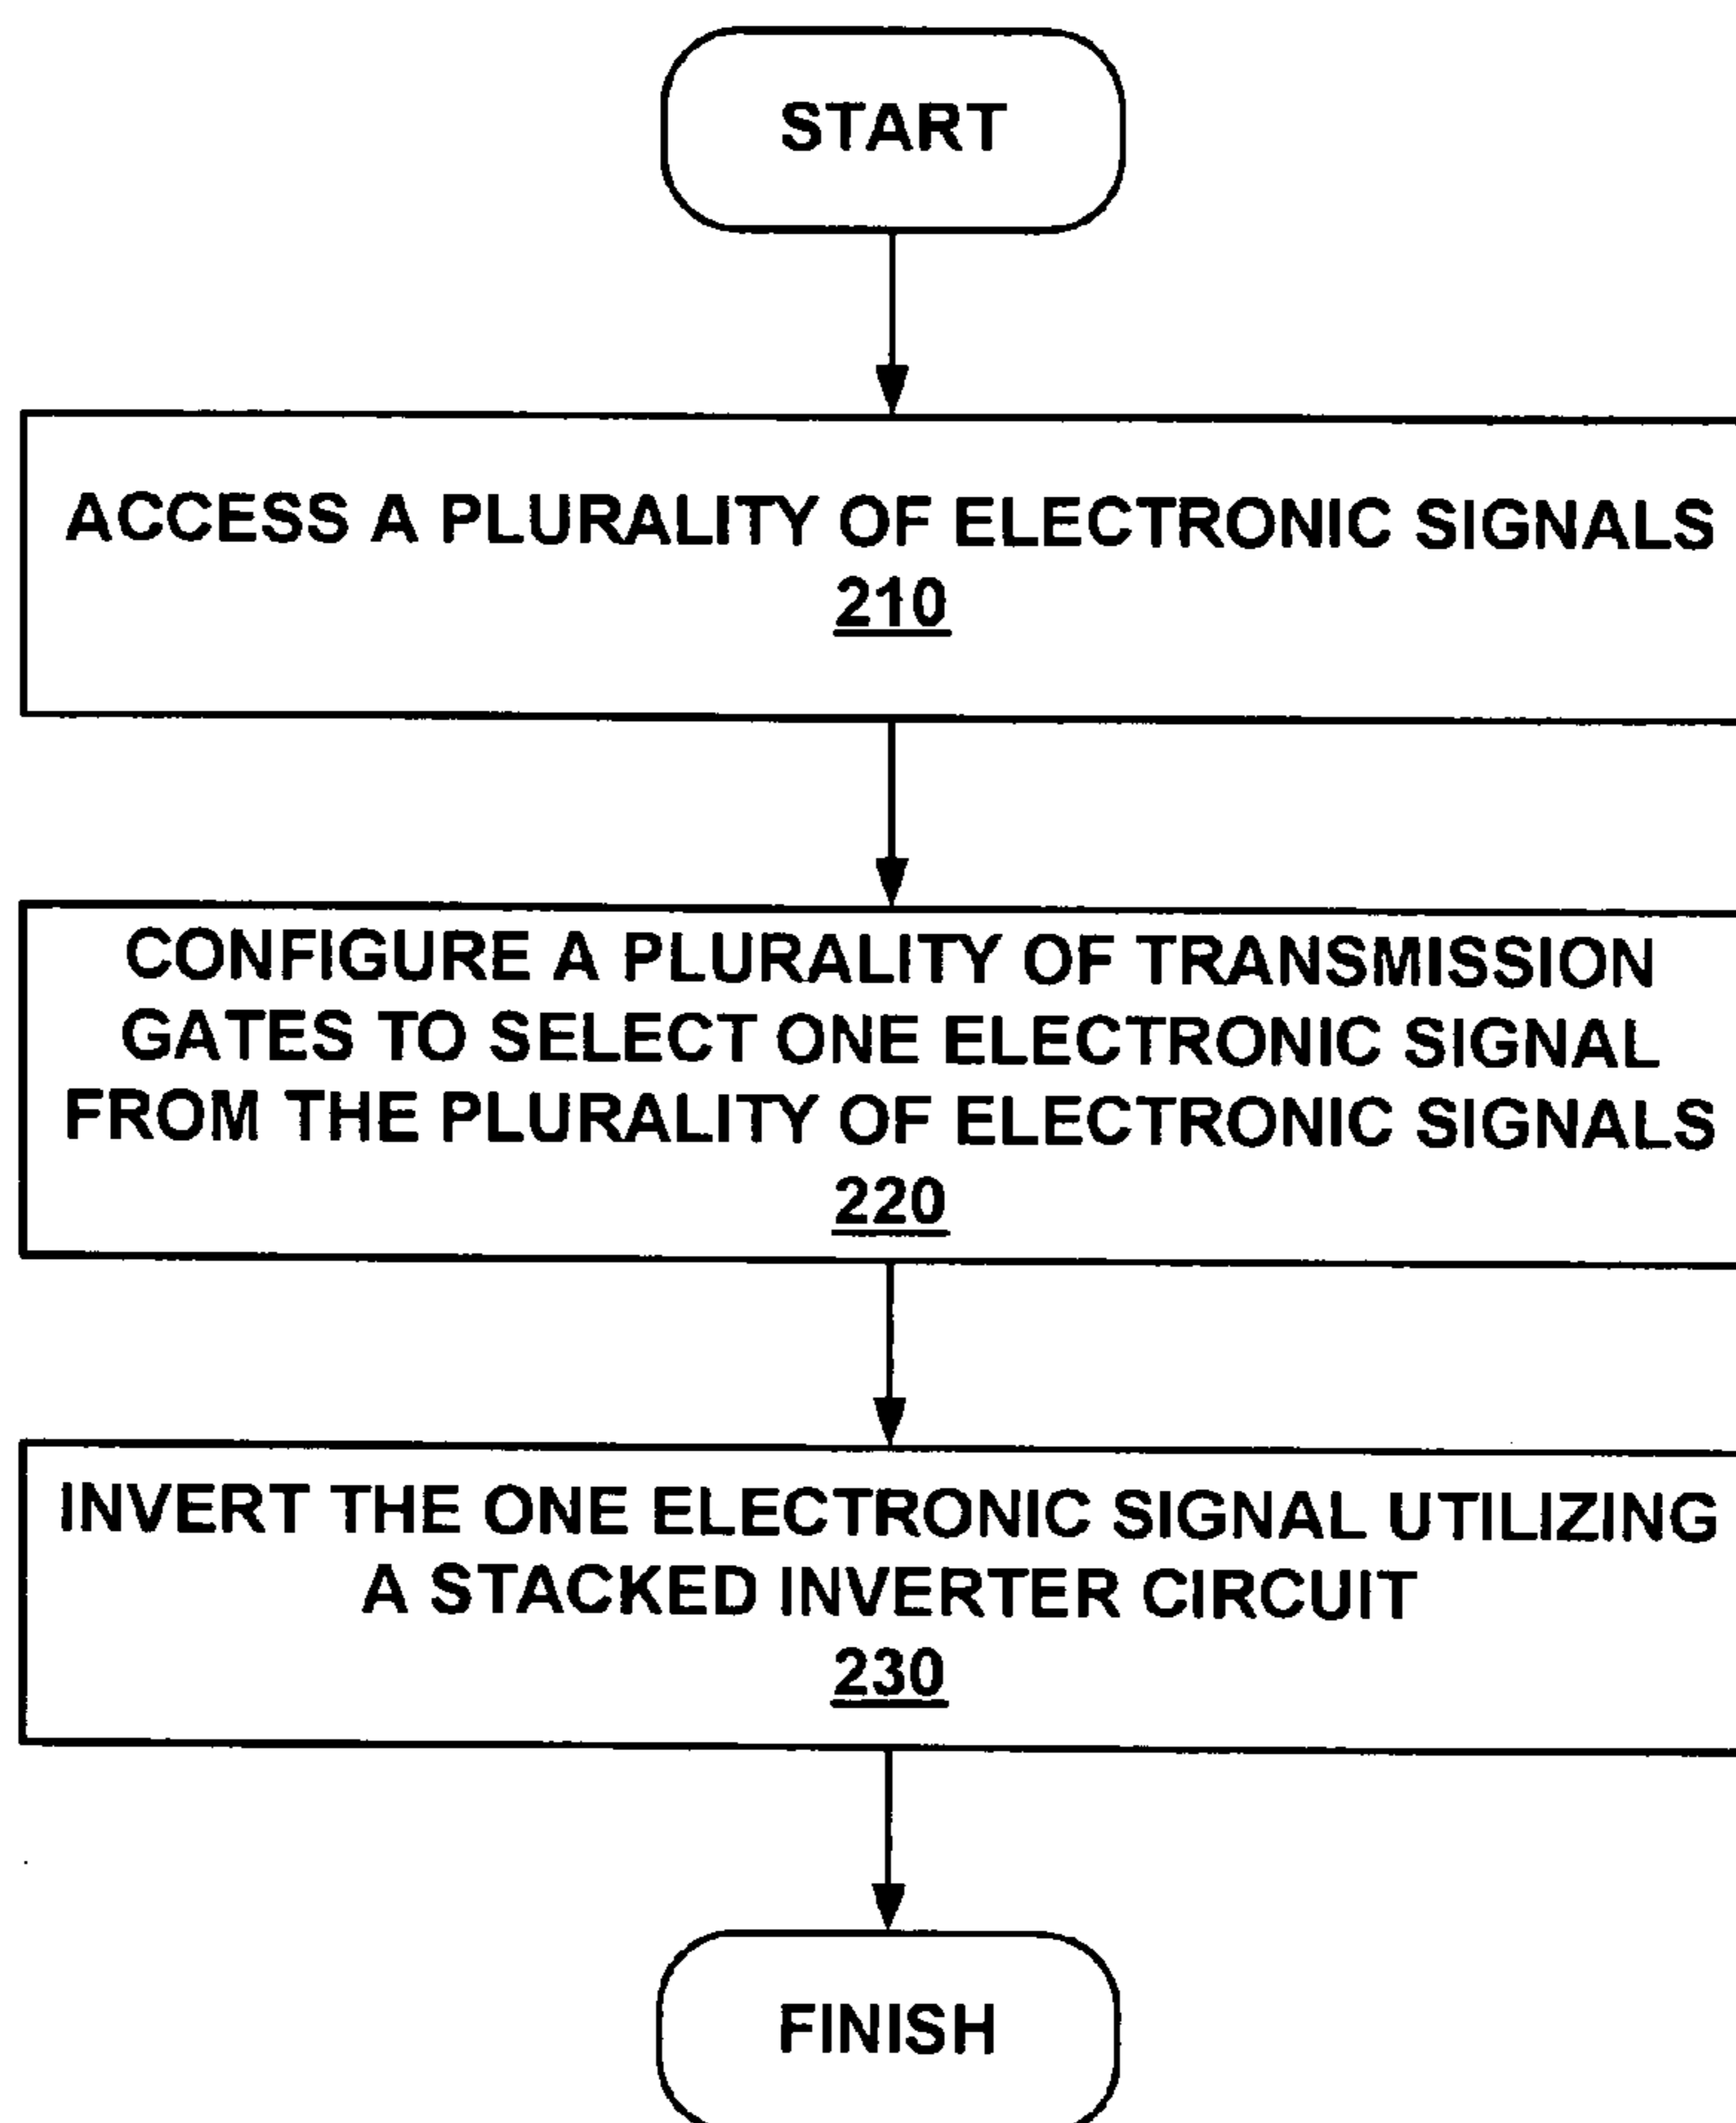 START
ACCESS A PLURALITY OF ELECTRONIC SIGNALS
210
CONFIGURE A PLURALITY OF TRANSMISSION
GATES TO SELECT ONE ELECTRONIC SIGNAL
FROM THE PLURALITY OF ELECTRONIC SIGNALS
220
INVERT THE ONE ELECTRONIC SIGNAL UTILIZING
A STACKED INVERTER CIRCUIT
230
FINISH